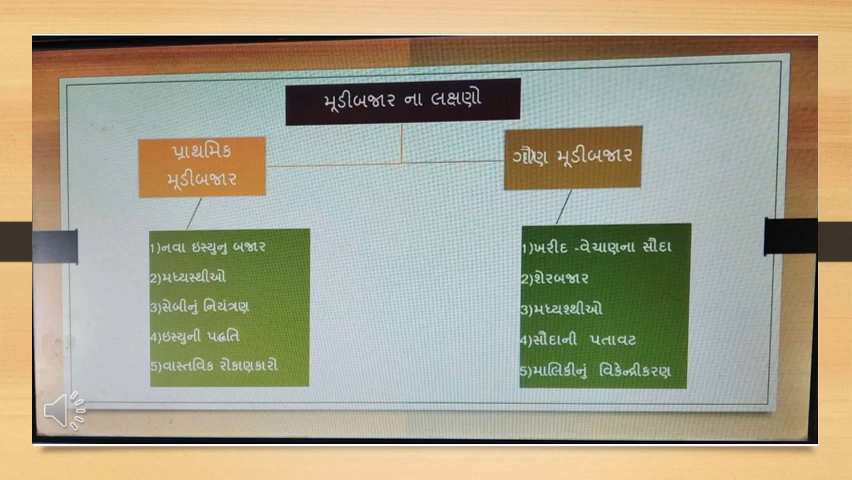 મૂડીબજાર ના લક્ષણો
પ્રાથમિક
મૂડીબજાર
1)નવા ઇસ્યુનુ બજાર
2)મધ્યસ્થીઓ
3)સેબીનું નિયંત્રણ
4)ઇસ્યુની પદ્ધતિ
5)વાસ્તવિક રોકાણકારો
ગૌણ મૂડીબજાર
1)ખરીદ -વેચાણના સૌદા
2)શેરબજાર
3)મધ્યશ્થીઓ
4)સૌદાની પતાવટ
5)માલિકીનું વિકેન્દ્રીકરણ